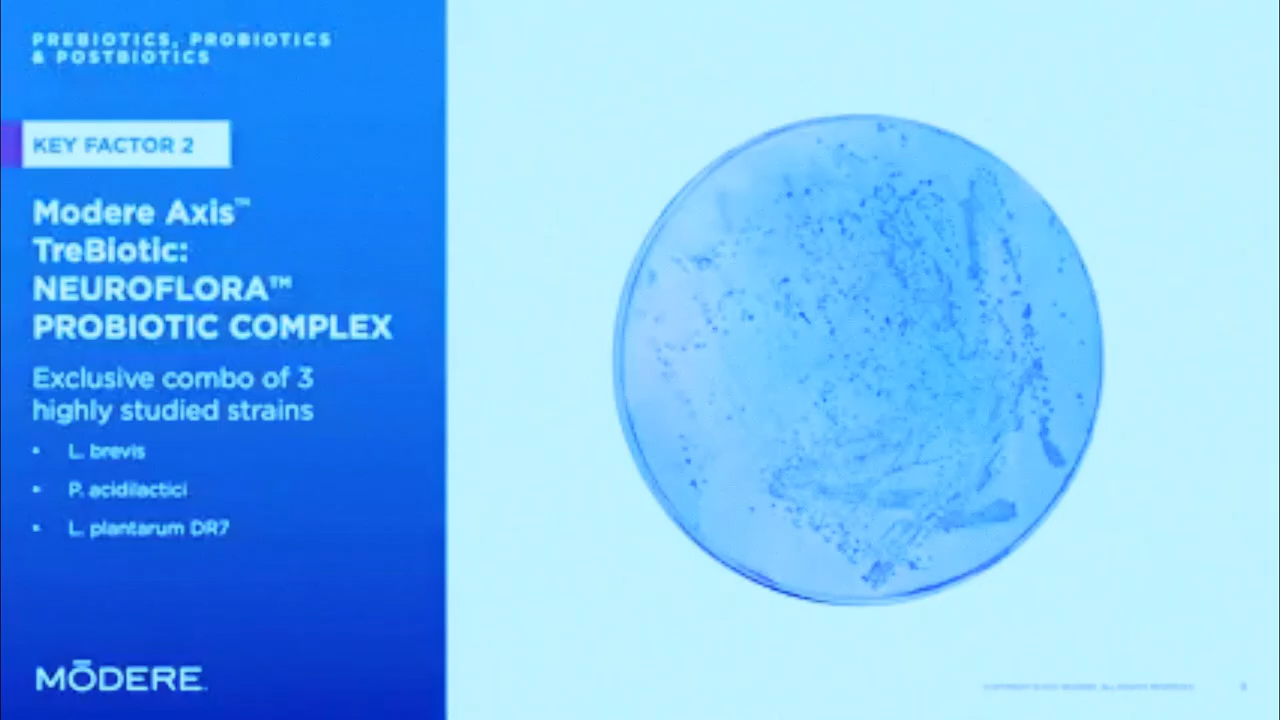 PREBIOTICS, PROBIOTICS
& POSTBIOTICS
KEY FACTOR 2
Modere Axis™
TreBiotic:
NEUROFLORA™
PROBIOTIC COMPLEX
Exclusive combo of 3
highly studied strains
• L. brevis
• P. acidilactici
• L. plantarum DR7
MŌDERE